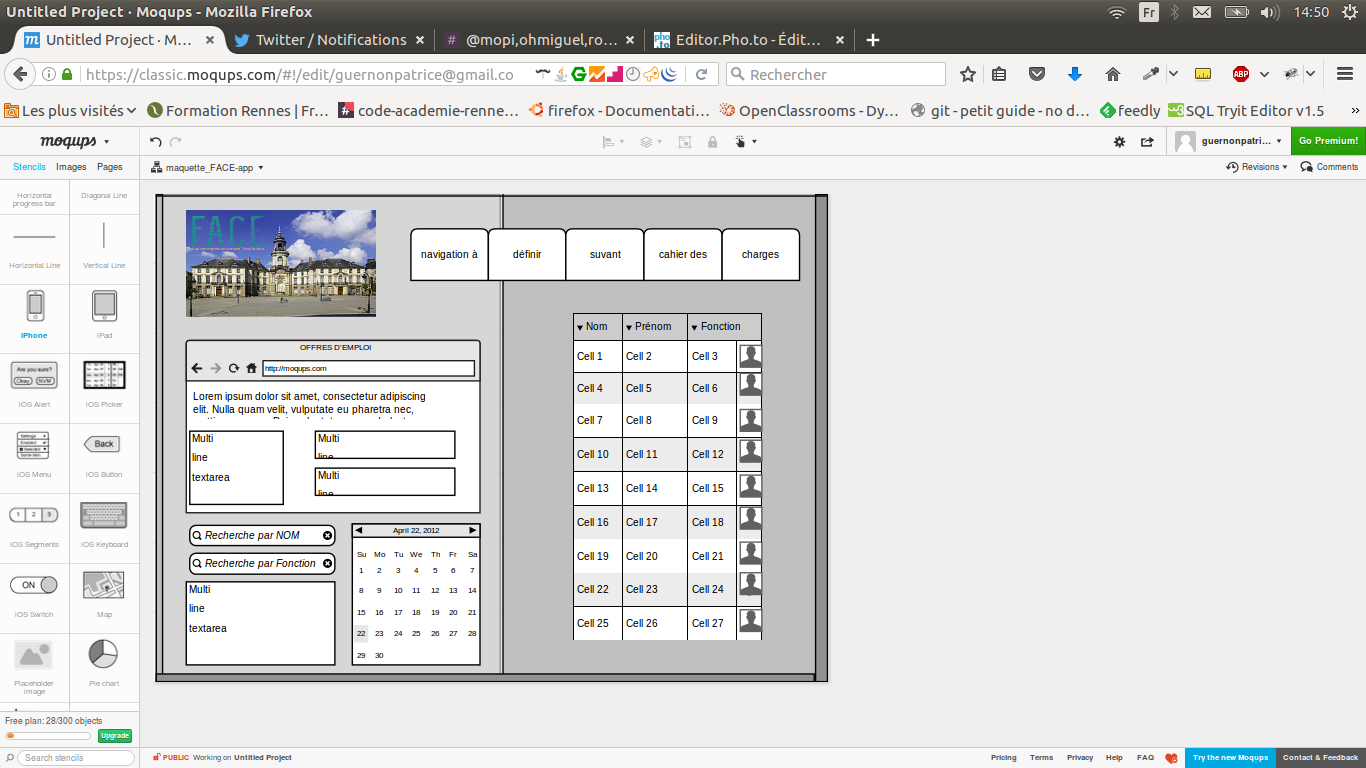 Untitled Project · Moqups - Mozilla Firefox
Fr
14:50
Untitled Project · M…
Twitter / Notifications
@mopi,ohmiguel,ro…
Editor.Pho.to - Édit…
https://classic.moqups.com/#!/edit/guernonpatrice@gmail.co
Rechercher
ABP
Les plus visités
Formation Rennes | Fr…
code-academie-renne…
firefox - Documentati…
OpenClassrooms - Dy…
git - petit guide - no d…
feedly
SQL Tryit Editor v1.5
moqups
guernonpatri...
Go Premium!
Stencils
Images
Pages
maquette_FACE-app
Revisions
Comments
Horizontal progress bar
Diagonal Line
Horizontal Line
Vertical Line
iPhone
iPad
Are you sure?
Okay
NVM
iOS Alert
iOS Picker
iOS Menu
Back
iOS Button
1 2 3
iOS Segments
iOS Keyboard
ON
iOS Switch
Map
Placeholder image
Pie chart
Free plan: 28/300 objects
Upgrade
Search stencils
FACE
navigation à
définir
suvant
cahier des
charges
OFFRES D'EMPLOI
http://moqups.com
Lorem ipsum dolor sit amet, consectetur adipiscing
elit. Nulla quam velit, vulputate eu pharetra nec,
Multi
line
textarea
Multi
line
Multi
line
Recherche par NOM
Recherche par Fonction
Multi
line
textarea
April 22, 2012
Su Mo Tu We Th Fr Sa
1 2 3 4 5 6 7
8 9 10 11 12 13 14
15 16 17 18 19 20 21
22 23 24 25 26 27 28
29 30
Nom Prénom Fonction
Cell 1 Cell 2 Cell 3
Cell 4 Cell 5 Cell 6
Cell 7 Cell 8 Cell 9
Cell 10 Cell 11 Cell 12
Cell 13 Cell 14 Cell 15
Cell 16 Cell 17 Cell 18
Cell 19 Cell 20 Cell 21
Cell 22 Cell 23 Cell 24
Cell 25 Cell 26 Cell 27
PUBLIC Working on Untitled Project
Pricing
Terms
Privacy
Help
FAQ
Try the new Moqups
Contact & Feedback